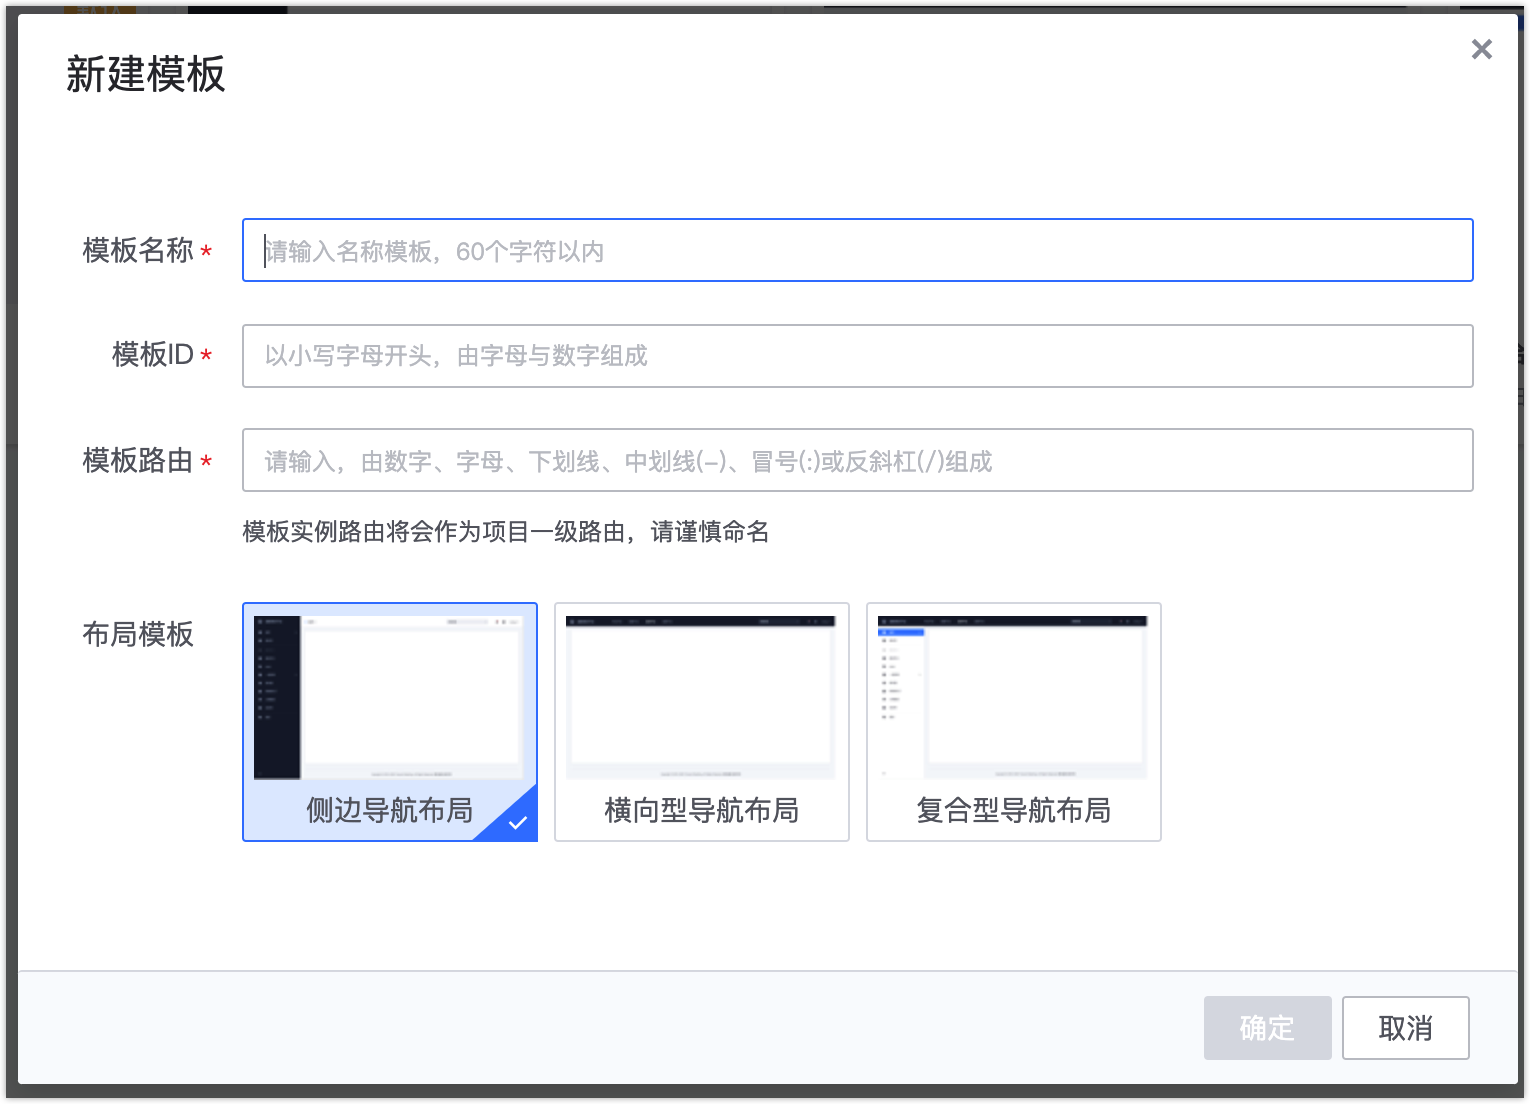 新建模板
模板名称 *
请输入名称模板，60个字符以内
模板ID *
以小写字母开头，由字母与数字组成
模板路由 *
请输入，由数字、字母、下划线、中划线(-)、冒号(:)或反斜杠(/)组成
模板实例路由将会作为项目一级路由，请谨慎命名
布局模板
侧边导航布局
横向型导航布局
复合型导航布局
确定
取消